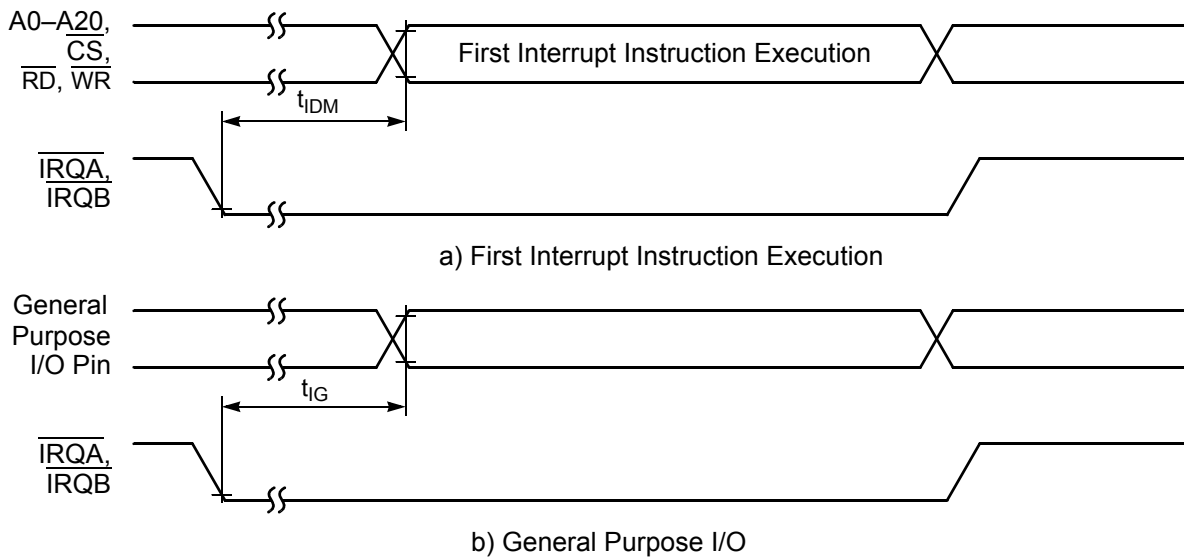 A0–A20,
CS,
RD, WR
First Interrupt Instruction Execution
tIDM
IRQA,
IRQB
a) First Interrupt Instruction Execution
General
Purpose
I/O Pin
tIG
IRQA,
IRQB
b) General Purpose I/O